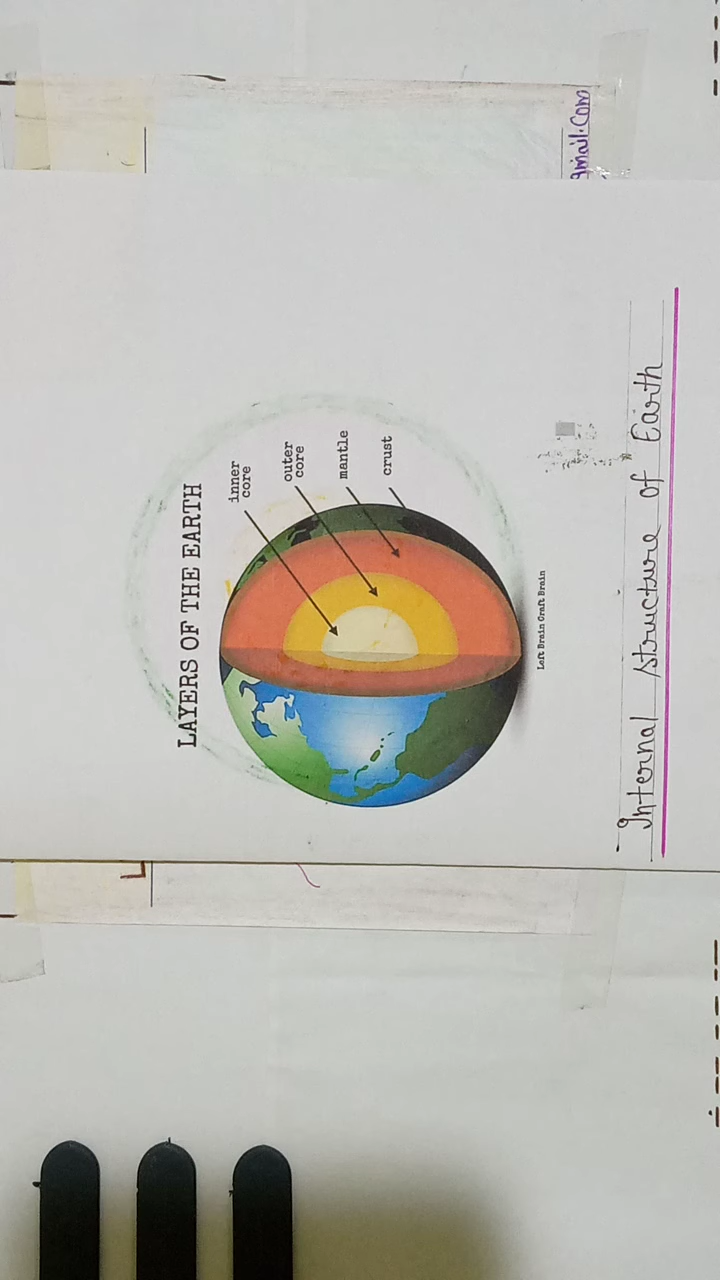 gmail.com
LAYERS OF THE EARTH
inner
core
outer
core
mantle
crust
Left Brain Craft Brain
Internal structure of Earth